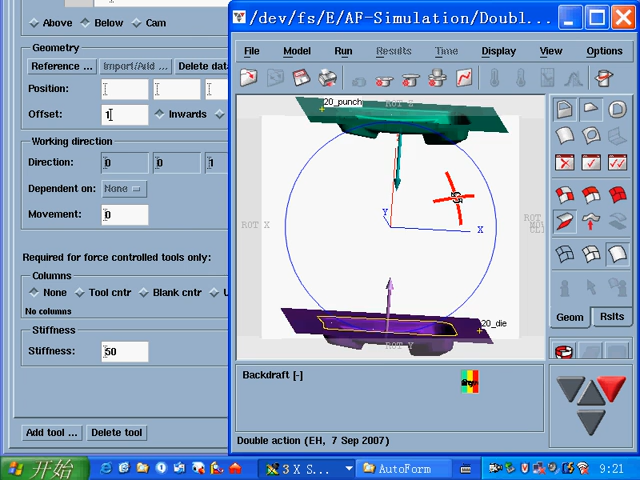 Above Below Cam
Geometry
Reference ... Import/Add ... Delete data
Position:
Offset: 1 Inwards
Working direction
Direction: 0 0 1
Dependent on: None
Movement: 0
Required for force controlled tools only:
Columns
None Tool cntr Blank cntr U
No columns
Stiffness
Stiffness: 50
Add tool ... Delete tool
/dev/fs/E/AF-Simulation/Doubl...
File Model Run Results Time Display View Options
20_punch
ROT Z
ROT X
Y
X
ROT
20_die
ROT Y
Geom Rslts
Backdraft [-]
Double action (EH, 7 Sep 2007)
开始
3 X S...
AutoForm
9:21